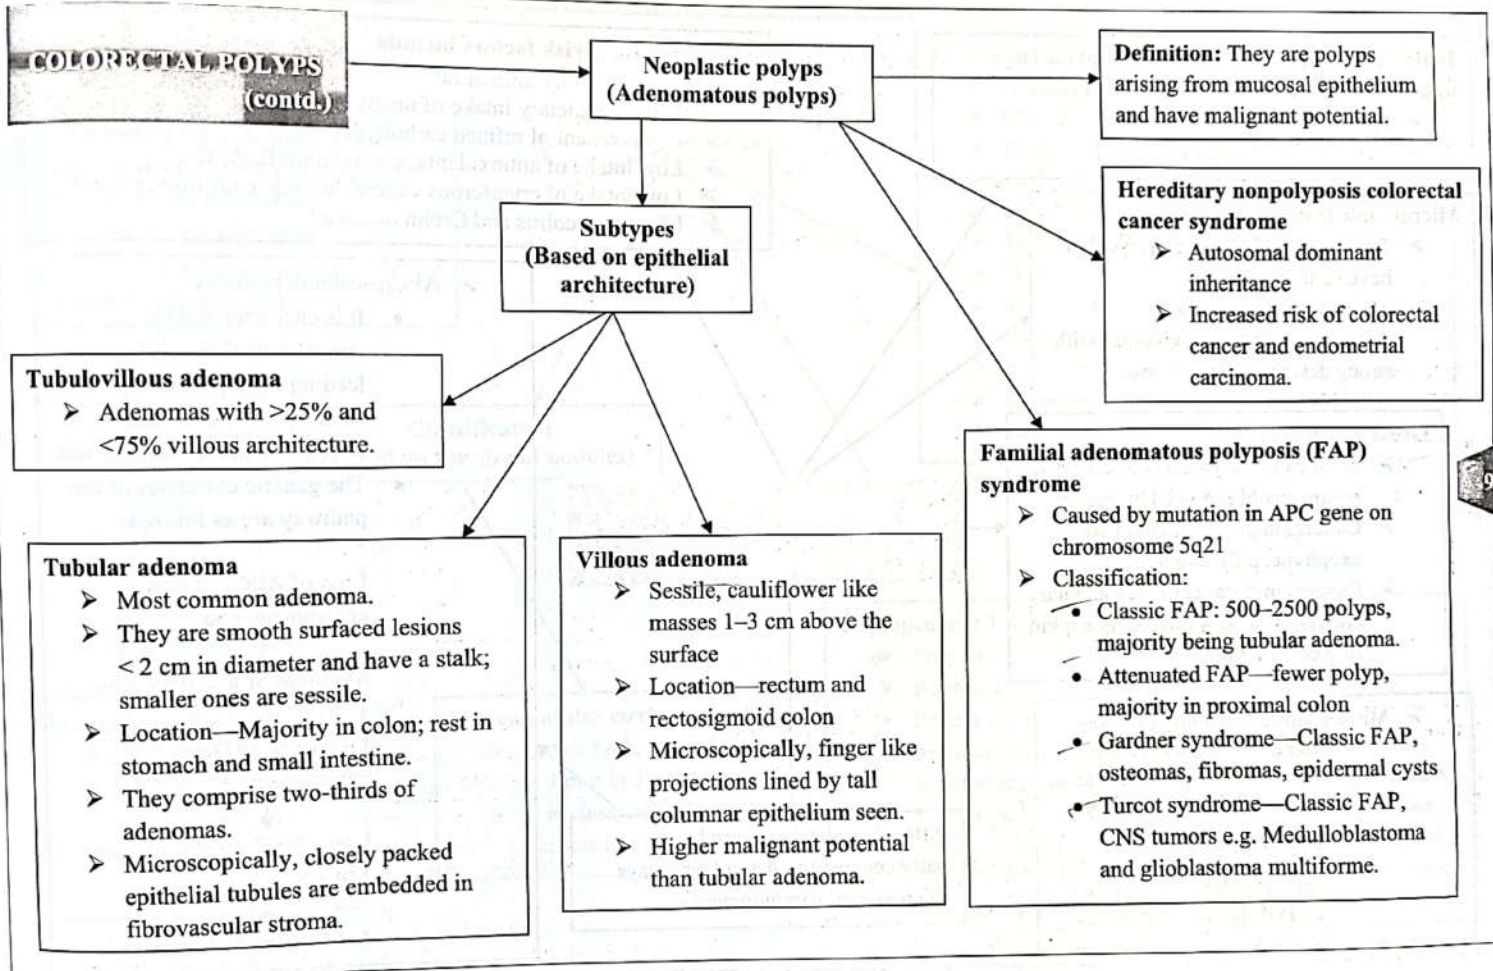 COLORECTAL POLYPS
(contd.)
Neoplastic polyps
(Adenomatous polyps)
Definition: They are polyps
arising from mucosal epithelium
and have malignant potential.
Hereditary nonpolyposis colorectal
cancer syndrome
➢ Autosomal dominant
inheritance
➢ Increased risk of colorectal
cancer and endometrial
carcinoma.
Subtypes
(Based on epithelial
architecture)
Tubulovillous adenoma
➢ Adenomas with >25% and
<75% villous architecture.
Tubular adenoma
➢ Most common adenoma.
➢ They are smooth surfaced lesions
< 2 cm in diameter and have a stalk;
smaller ones are sessile.
➢ Location—Majority in colon; rest in
stomach and small intestine.
➢ They comprise two-thirds of
adenomas.
➢ Microscopically, closely packed
epithelial tubules are embedded in
fibrovascular stroma.
Villous adenoma
➢ Sessile, cauliflower like
masses 1–3 cm above the
surface
➢ Location—rectum and
rectosigmoid colon
➢ Microscopically, finger like
projections lined by tall
columnar epithelium seen.
➢ Higher malignant potential
than tubular adenoma.
Familial adenomatous polyposis (FAP)
syndrome
➢ Caused by mutation in APC gene on
chromosome 5q21
➢ Classification:
• Classic FAP: 500–2500 polyps,
majority being tubular adenoma.
• Attenuated FAP—fewer polyp,
majority in proximal colon
• Gardner syndrome—Classic FAP,
osteomas, fibromas, epidermal cysts
• Turcot syndrome—Classic FAP,
CNS tumors e.g. Medulloblastoma
and glioblastoma multiforme.
9